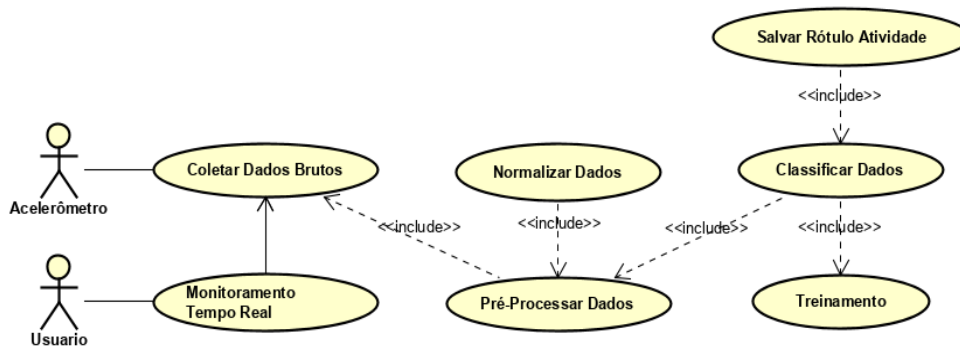 Salvar Rótulo Atividade
<<include>>
Acelerômetro
Coletar Dados Brutos
Normalizar Dados
Classificar Dados
<<include>>
<<include>>
<<include>>
<<include>>
Usuario
Monitoramento
Tempo Real
Pré-Processar Dados
Treinamento